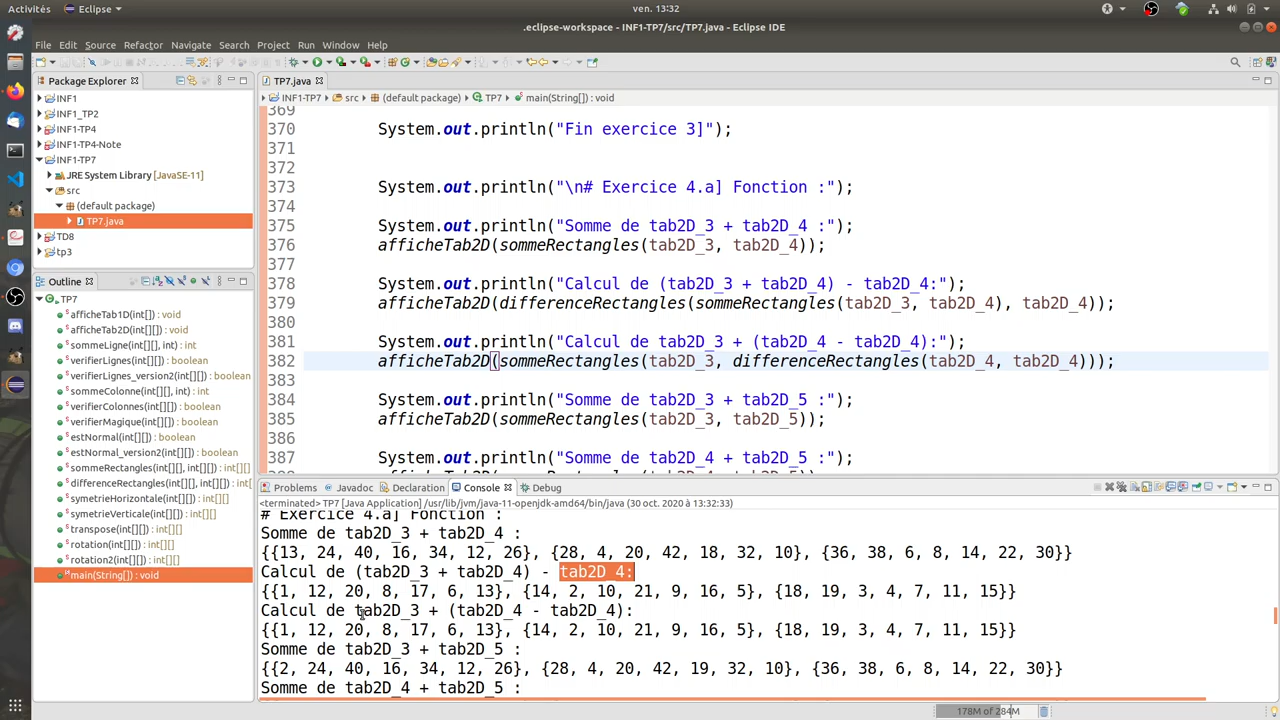 Activités
Eclipse
ven. 13:32
.eclipse-workspace - INF1-TP7/src/TP7.java - Eclipse IDE
File Edit Source Refactor Navigate Search Project Run Window Help
Package Explorer
INF1
INF1_TP2
INF1-TP4
INF1-TP4-Note
INF1-TP7
JRE System Library [JavaSE-11]
src
(default package)
TP7.java
TD8
tp3
Outline
TP7
afficheTab1D(int[]) : void
afficheTab2D(int[][]) : void
sommeLigne(int[][], int) : int
verifierLignes(int[][]) : boolean
verifierLignes_version2(int[][]) : boolean
sommeColonne(int[][], int) : int
verifierColonnes(int[][]) : boolean
verifierMagique(int[][]) : boolean
estNormal(int[][]) : boolean
estNormal_version2(int[][]) : boolean
sommeRectangles(int[][], int[][]) : int[][]
differenceRectangles(int[][], int[][]) : int[][]
symetrieHorizontale(int[][]) : int[][]
symetrieVerticale(int[][]) : int[][]
transpose(int[][]) : int[][]
rotation(int[][]) : int[][]
rotation2(int[][]) : int[][]
main(String[]) : void
TP7.java
INF1-TP7 src (default package) TP7 main(String[]) : void
369
370 System.out.println("Fin exercice 3]");
371
372
373 System.out.println("\n# Exercice 4.a] Fonction :");
374
375 System.out.println("Somme de tab2D_3 + tab2D_4 :");
376 afficheTab2D(sommeRectangles(tab2D_3, tab2D_4));
377
378 System.out.println("Calcul de (tab2D_3 + tab2D_4) - tab2D_4:");
379 afficheTab2D(differenceRectangles(sommeRectangles(tab2D_3, tab2D_4), tab2D_4));
380
381 System.out.println("Calcul de tab2D_3 + (tab2D_4 - tab2D_4):");
382 afficheTab2D(sommeRectangles(tab2D_3, differenceRectangles(tab2D_4, tab2D_4)));
383
384 System.out.println("Somme de tab2D_3 + tab2D_5 :");
385 afficheTab2D(sommeRectangles(tab2D_3, tab2D_5));
386
387 System.out.println("Somme de tab2D_4 + tab2D_5 :");
Problems Javadoc Declaration Console Debug
<terminated> TP7 [Java Application] /usr/lib/jvm/java-11-openjdk-amd64/bin/java (30 oct. 2020 à 13:32:33)
# Exercice 4.a] Fonction :
Somme de tab2D_3 + tab2D_4 :
{{13, 24, 40, 16, 34, 12, 26}, {28, 4, 20, 42, 18, 32, 10}, {36, 38, 6, 8, 14, 22, 30}}
Calcul de (tab2D_3 + tab2D_4) - tab2D_4:
{{1, 12, 20, 8, 17, 6, 13}, {14, 2, 10, 21, 9, 16, 5}, {18, 19, 3, 4, 7, 11, 15}}
Calcul de tab2D_3 + (tab2D_4 - tab2D_4):
{{1, 12, 20, 8, 17, 6, 13}, {14, 2, 10, 21, 9, 16, 5}, {18, 19, 3, 4, 7, 11, 15}}
Somme de tab2D_3 + tab2D_5 :
{{2, 24, 40, 16, 34, 12, 26}, {28, 4, 20, 42, 19, 32, 10}, {36, 38, 6, 8, 14, 22, 30}}
Somme de tab2D_4 + tab2D_5 :
178M of 284M